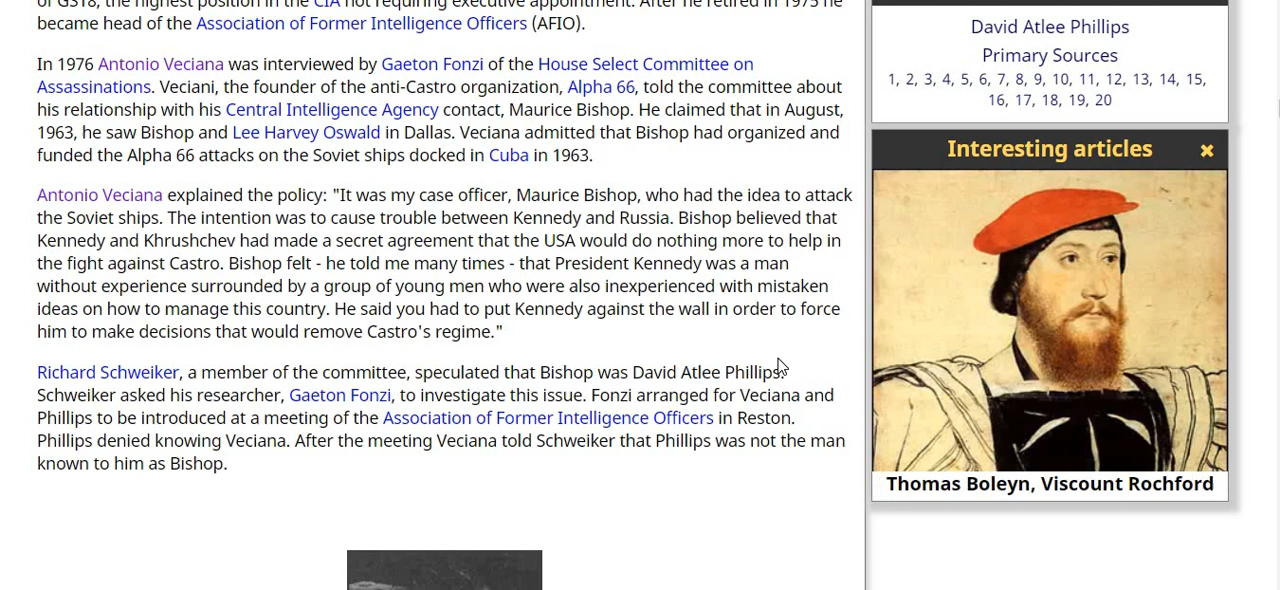 of GS18, the highest position in the CIA not requiring executive appointment. After he retired in 1975 he
became head of the Association of Former Intelligence Officers (AFIO).
In 1976 Antonio Veciana was interviewed by Gaeton Fonzi of the House Select Committee on
Assassinations. Veciani, the founder of the anti-Castro organization, Alpha 66, told the committee about
his relationship with his Central Intelligence Agency contact, Maurice Bishop. He claimed that in August,
1963, he saw Bishop and Lee Harvey Oswald in Dallas. Veciana admitted that Bishop had organized and
funded the Alpha 66 attacks on the Soviet ships docked in Cuba in 1963.
Antonio Veciana explained the policy: "It was my case officer, Maurice Bishop, who had the idea to attack
the Soviet ships. The intention was to cause trouble between Kennedy and Russia. Bishop believed that
Kennedy and Khrushchev had made a secret agreement that the USA would do nothing more to help in
the fight against Castro. Bishop felt - he told me many times - that President Kennedy was a man
without experience surrounded by a group of young men who were also inexperienced with mistaken
ideas on how to manage this country. He said you had to put Kennedy against the wall in order to force
him to make decisions that would remove Castro's regime."
Richard Schweiker, a member of the committee, speculated that Bishop was David Atlee Phillips.
Schweiker asked his researcher, Gaeton Fonzi, to investigate this issue. Fonzi arranged for Veciana and
Phillips to be introduced at a meeting of the Association of Former Intelligence Officers in Reston.
Phillips denied knowing Veciana. After the meeting Veciana told Schweiker that Phillips was not the man
known to him as Bishop.
David Atlee Phillips
Primary Sources
1, 2, 3, 4, 5, 6, 7, 8, 9, 10, 11, 12, 13, 14, 15,
16, 17, 18, 19, 20
Interesting articles
Thomas Boleyn, Viscount Rochford